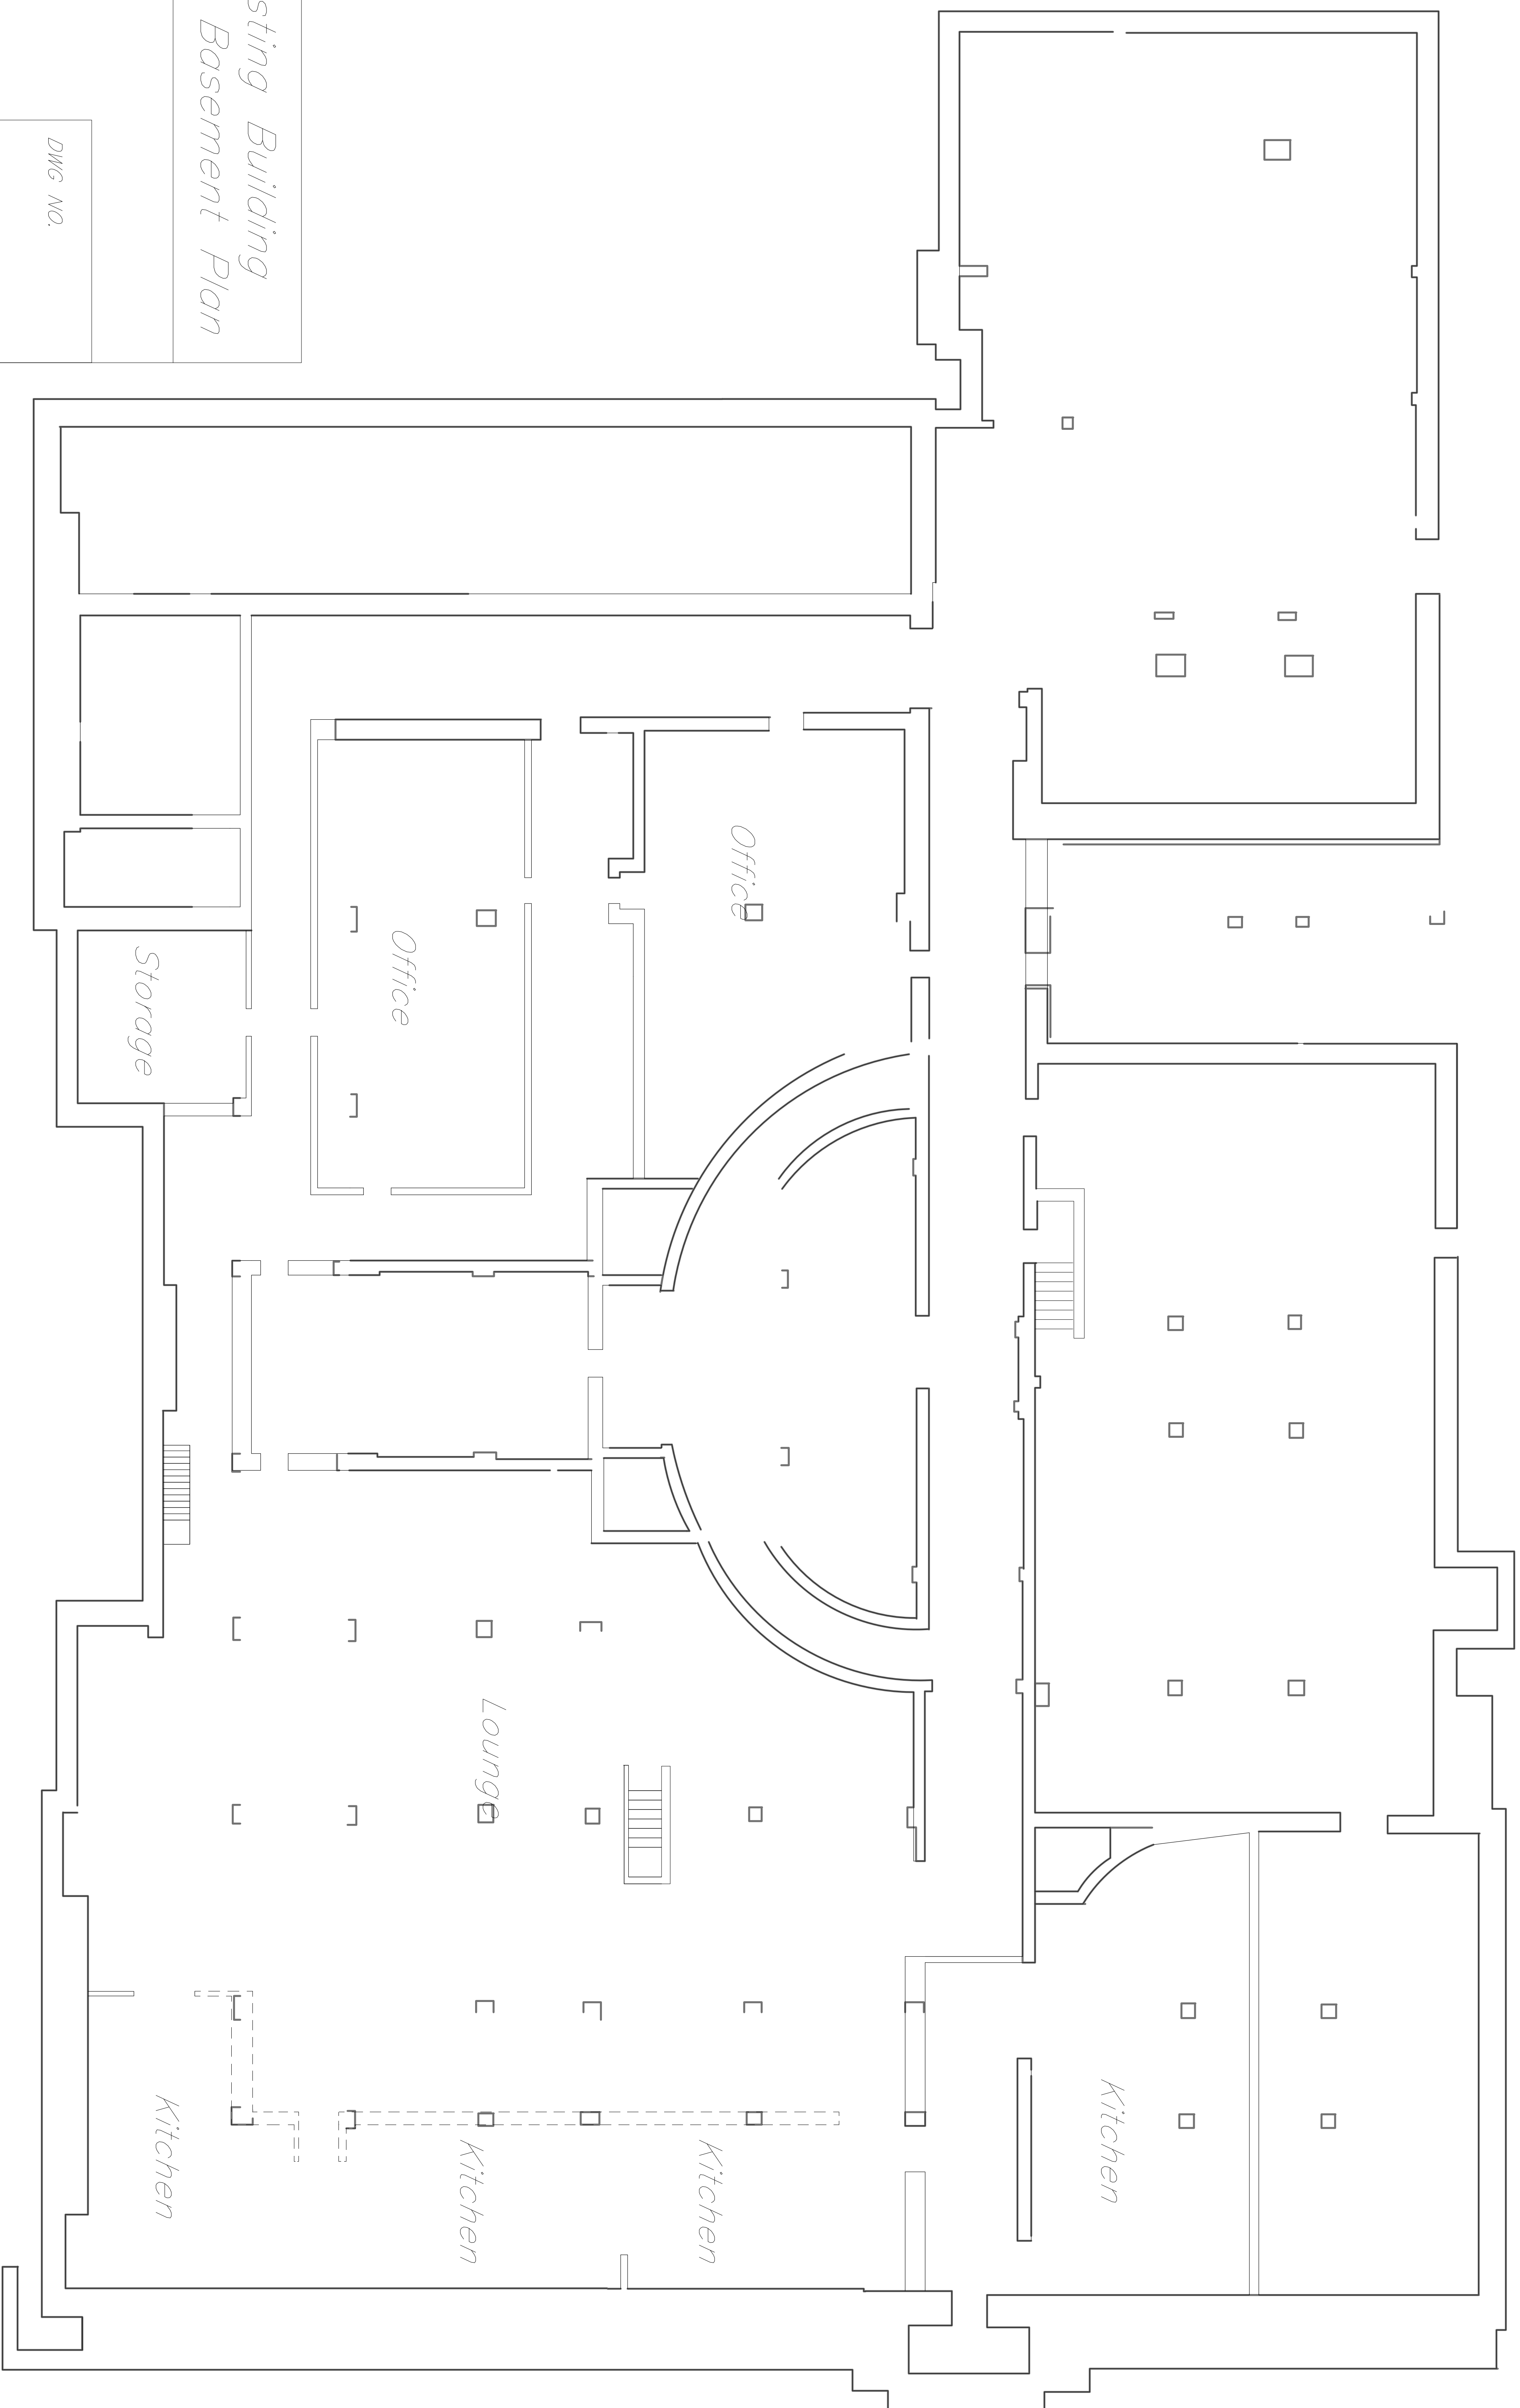 sting Building
Basement Plan
DWG NO.
Office
Office
Storage
Lounge
Kitchen
Kitchen
Kitchen
Kitchen